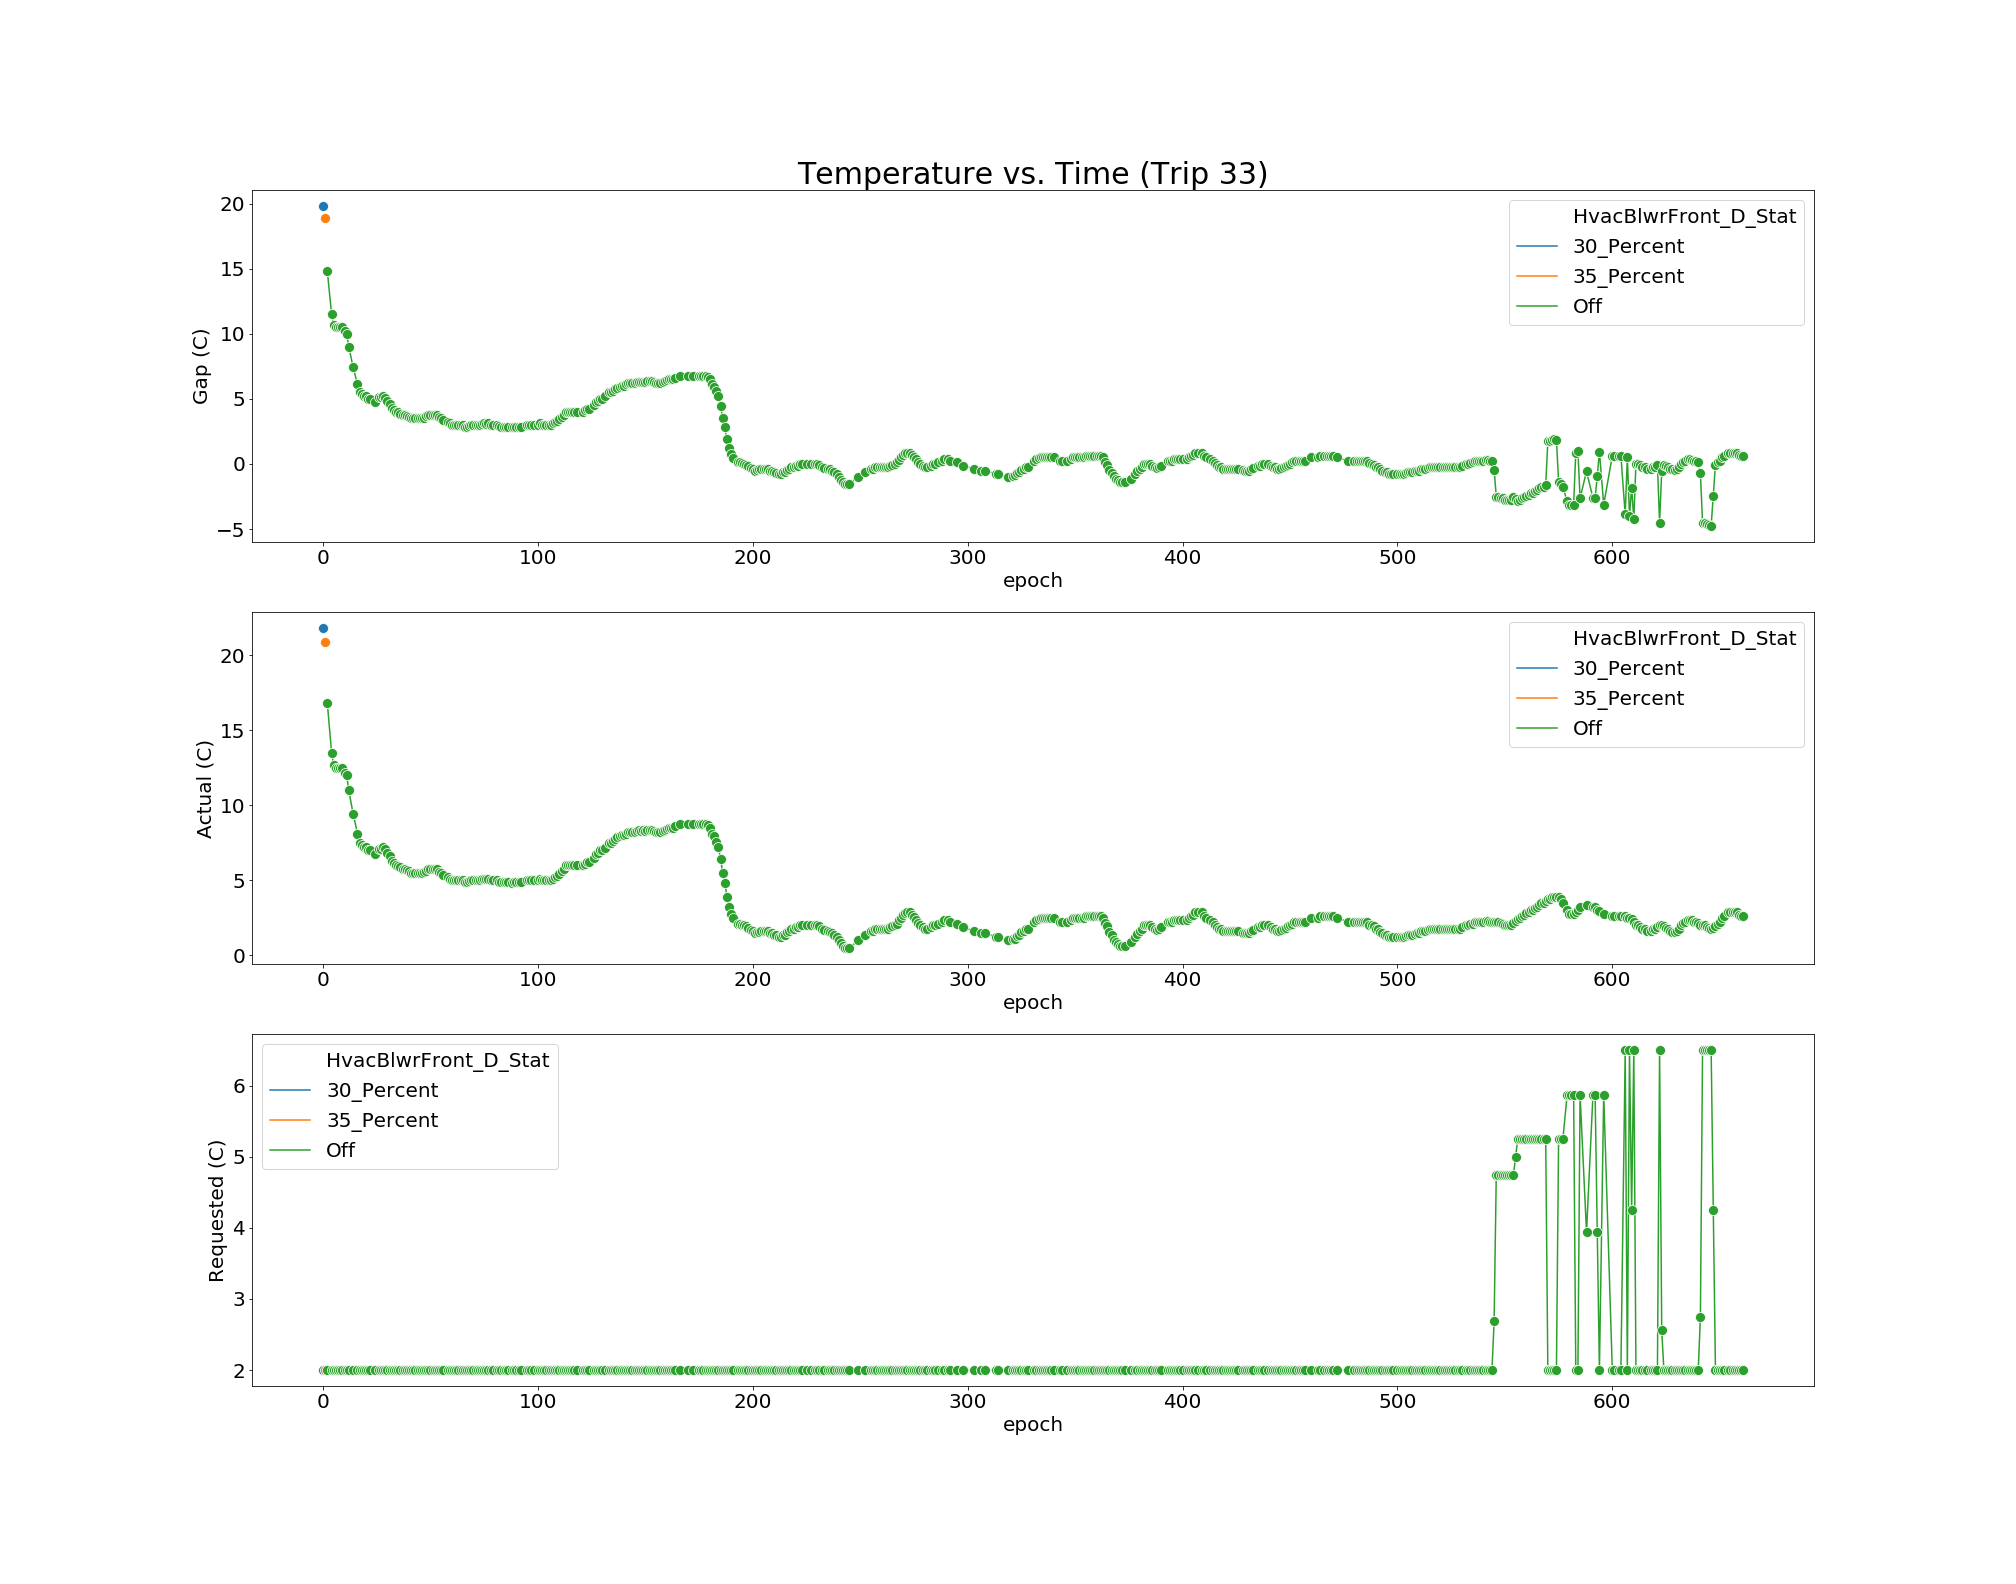 Temperature vs. Time (Trip 33)
Gap (C)
20
15
10
5
0
−5
HvacBlwrFront_D_Stat
30_Percent
35_Percent
Off
0 100 200 300 400 500 600
epoch
Actual (C)
20
15
10
5
0
HvacBlwrFront_D_Stat
30_Percent
35_Percent
Off
0 100 200 300 400 500 600
epoch
Requested (C)
6
5
4
3
2
HvacBlwrFront_D_Stat
30_Percent
35_Percent
Off
0 100 200 300 400 500 600
epoch